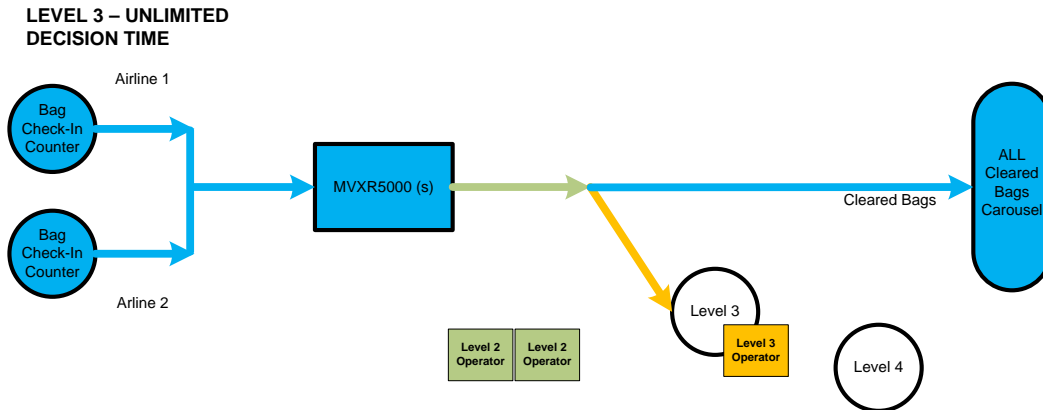 LEVEL 3 – UNLIMITED
DECISION TIME
Airline 1
Bag
Check-In
Counter
MVXR5000 (s)
Cleared Bags
ALL
Cleared
Bags
Carousel
Bag
Check-In
Counter
Arline 2
Level 3
Level 2
Operator
Level 2
Operator
Level 3
Operator
Level 4